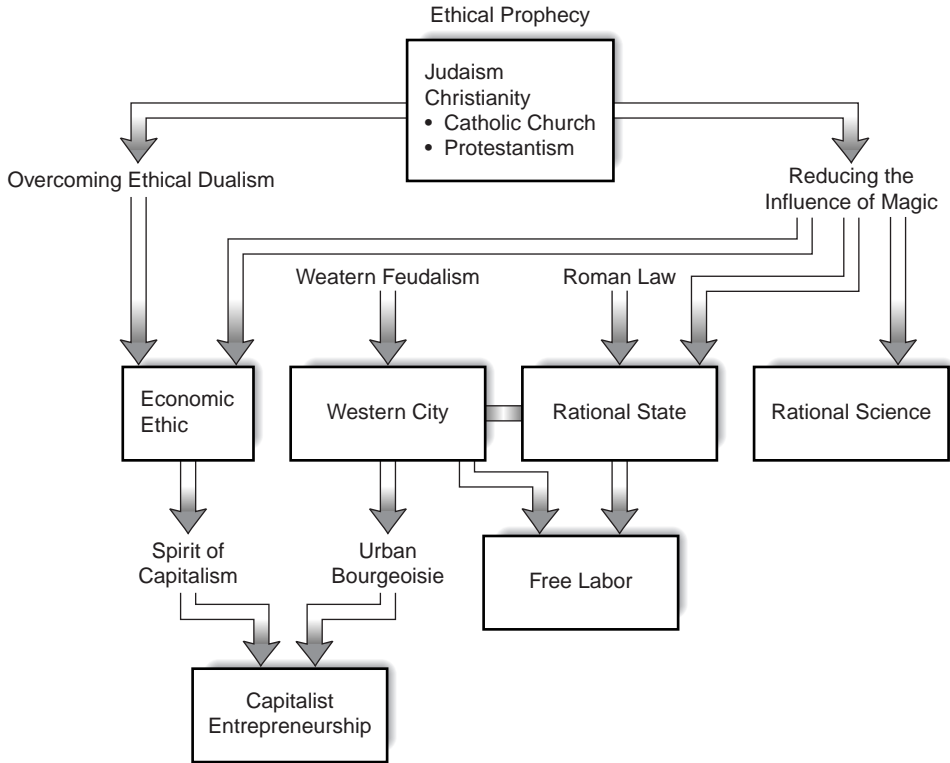 Ethical Prophecy
Judaism
Christianity
• Catholic Church
• Protestantism
Overcoming Ethical Dualism
Reducing the
Influence of Magic
Weatern Feudalism
Roman Law
Economic
Ethic
Western City
Rational State
Rational Science
Spirit of
Capitalism
Urban
Bourgeoisie
Free Labor
Capitalist
Entrepreneurship